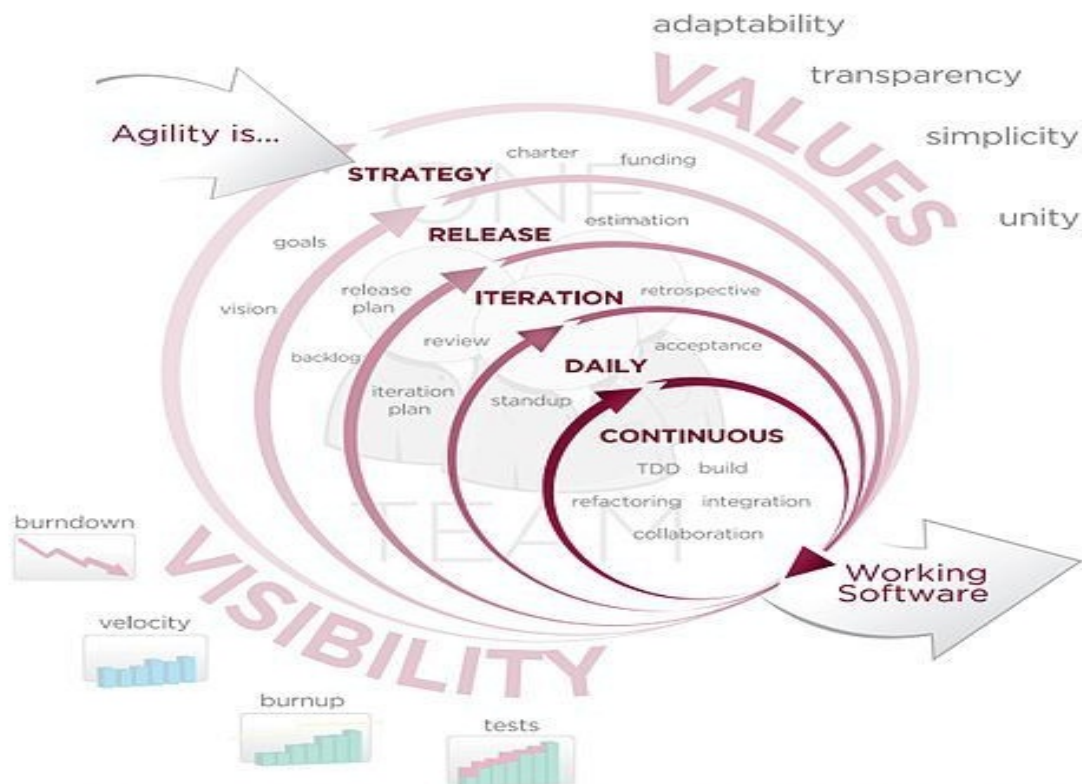 adaptability
VALUES
transparency
simplicity
unity
Agility is...
STRATEGY
charter
funding
goals
RELEASE
estimation
vision
release
plan
ITERATION
retrospective
backlog
review
DAILY
acceptance
iteration
plan
standup
CONTINUOUS
TDD build
refactoring integration
collaboration
ONE
TEAM
Working
Software
VISIBILITY
burndown
velocity
burnup
tests